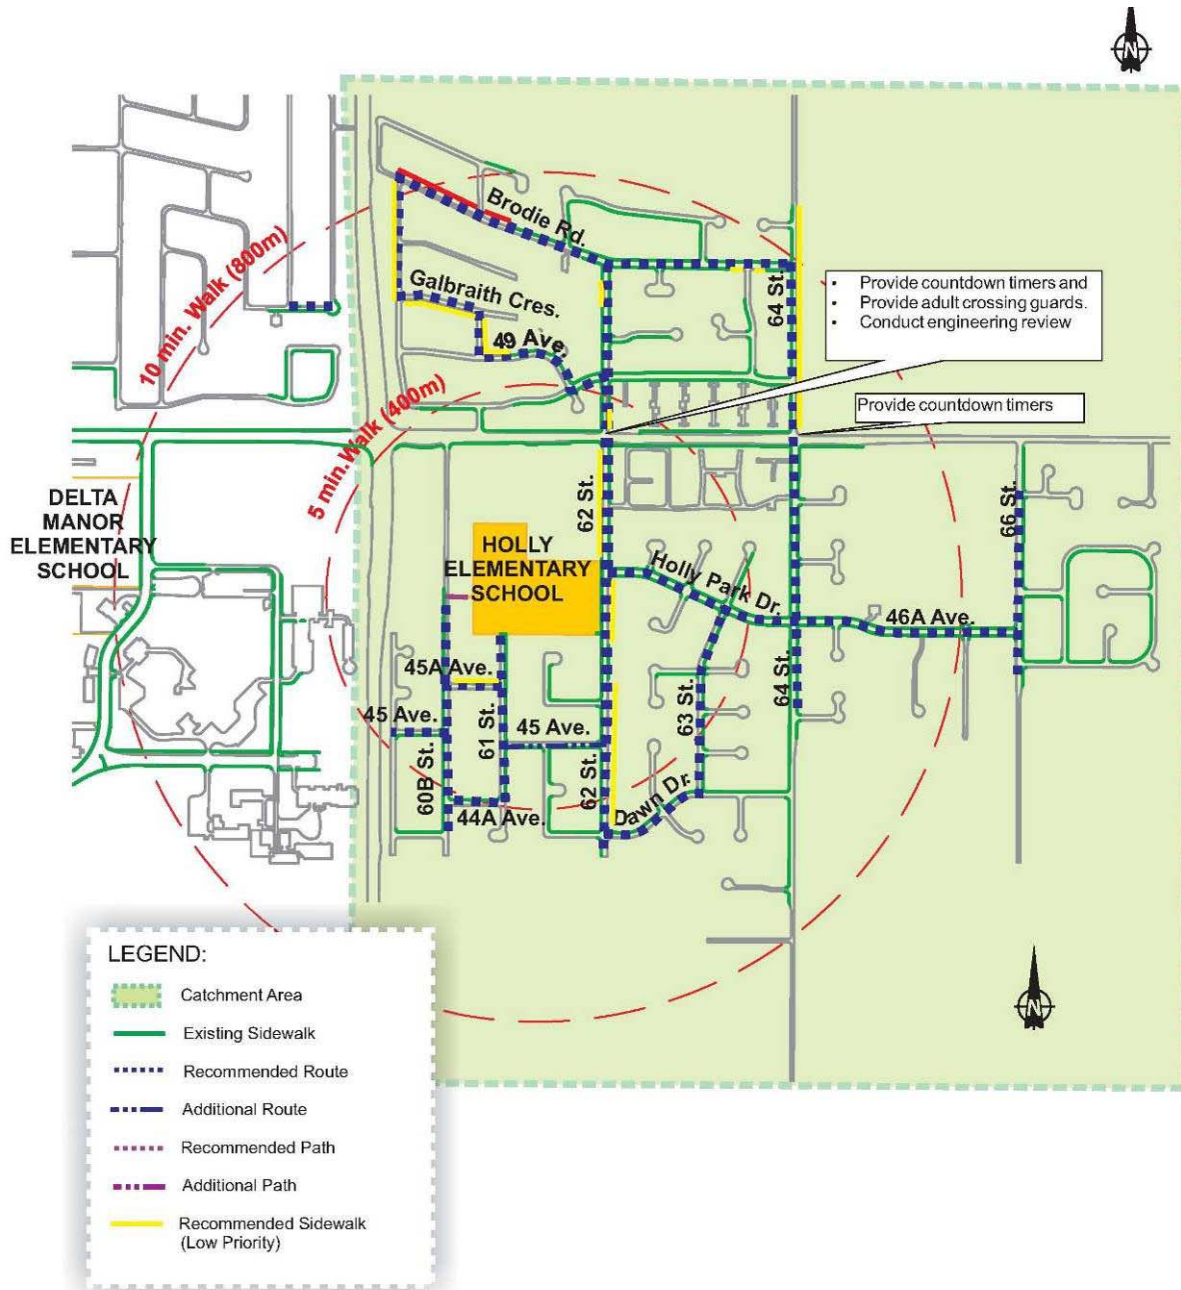 N
Brodie Rd.
10 min. Walk (800m)
Galbraith Cres.
64 St.
• Provide countdown timers and
• Provide adult crossing guards.
• Conduct engineering review
49 Ave.
5 min. Walk (400m)
Provide countdown timers
DELTA
MANOR
ELEMENTARY
SCHOOL
62 St.
66 St.
HOLLY
ELEMENTARY
SCHOOL
Holly Park Dr.
46A Ave.
45A Ave.
64 St.
63 St.
45 Ave.
61 St.
45 Ave.
60B St.
62 St.
Dawn Dr.
44A Ave.
LEGEND:
Catchment Area
Existing Sidewalk
Recommended Route
Additional Route
Recommended Path
Additional Path
Recommended Sidewalk
(Low Priority)
N